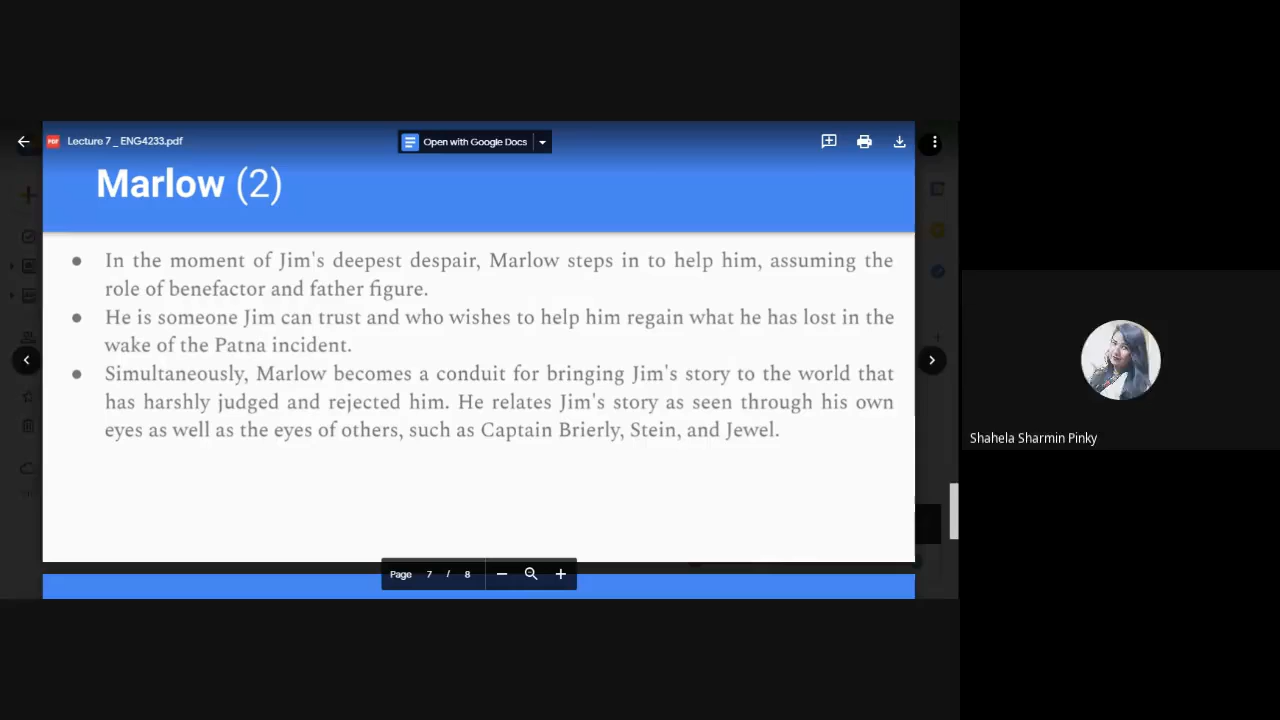 Lecture 7 _ ENG4233.pdf
Open with Google Docs
Marlow (2)
● In the moment of Jim's deepest despair, Marlow steps in to help him, assuming the
role of benefactor and father figure.
● He is someone Jim can trust and who wishes to help him regain what he has lost in the
wake of the Patna incident.
● Simultaneously, Marlow becomes a conduit for bringing Jim's story to the world that
has harshly judged and rejected him. He relates Jim's story as seen through his own
eyes as well as the eyes of others, such as Captain Brierly, Stein, and Jewel.
Page 7 / 8
Shahela Sharmin Pinky